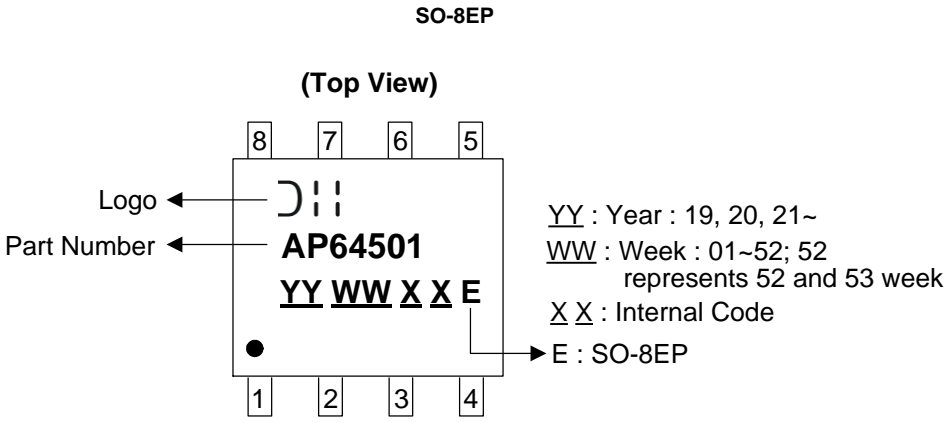 SO-8EP
(Top View)
8 7 6 5
Logo
Part Number
AP64501
YY WW X X E
YY : Year : 19, 20, 21~
WW : Week : 01~52; 52
represents 52 and 53 week
X X : Internal Code
E : SO-8EP
1 2 3 4